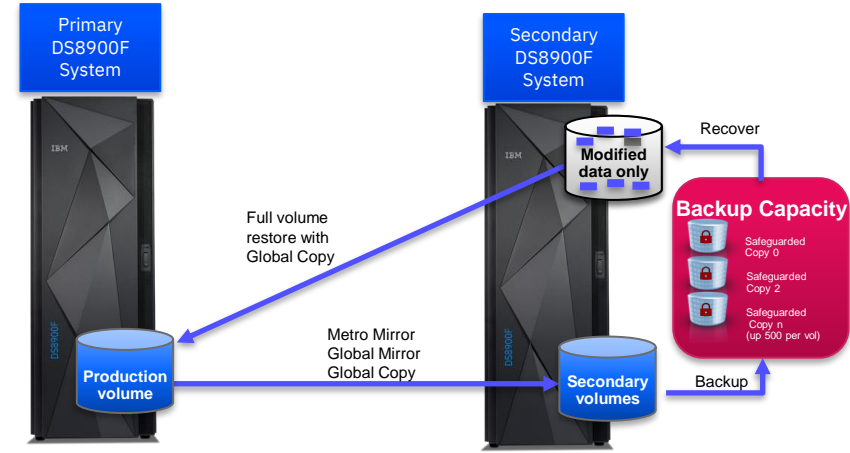 Primary
DS8900F
System
Secondary
DS8900F
System
IBM
IBM
Modified
data only
Recover
Backup Capacity
Safeguarded
Copy 0
Safeguarded
Copy 2
Safeguarded
Copy n
(up 500 per vol)
Full volume
restore with
Global Copy
DS8900F
DS8900F
Metro Mirror
Global Mirror
Global Copy
Production
volume
Secondary
volumes
Backup